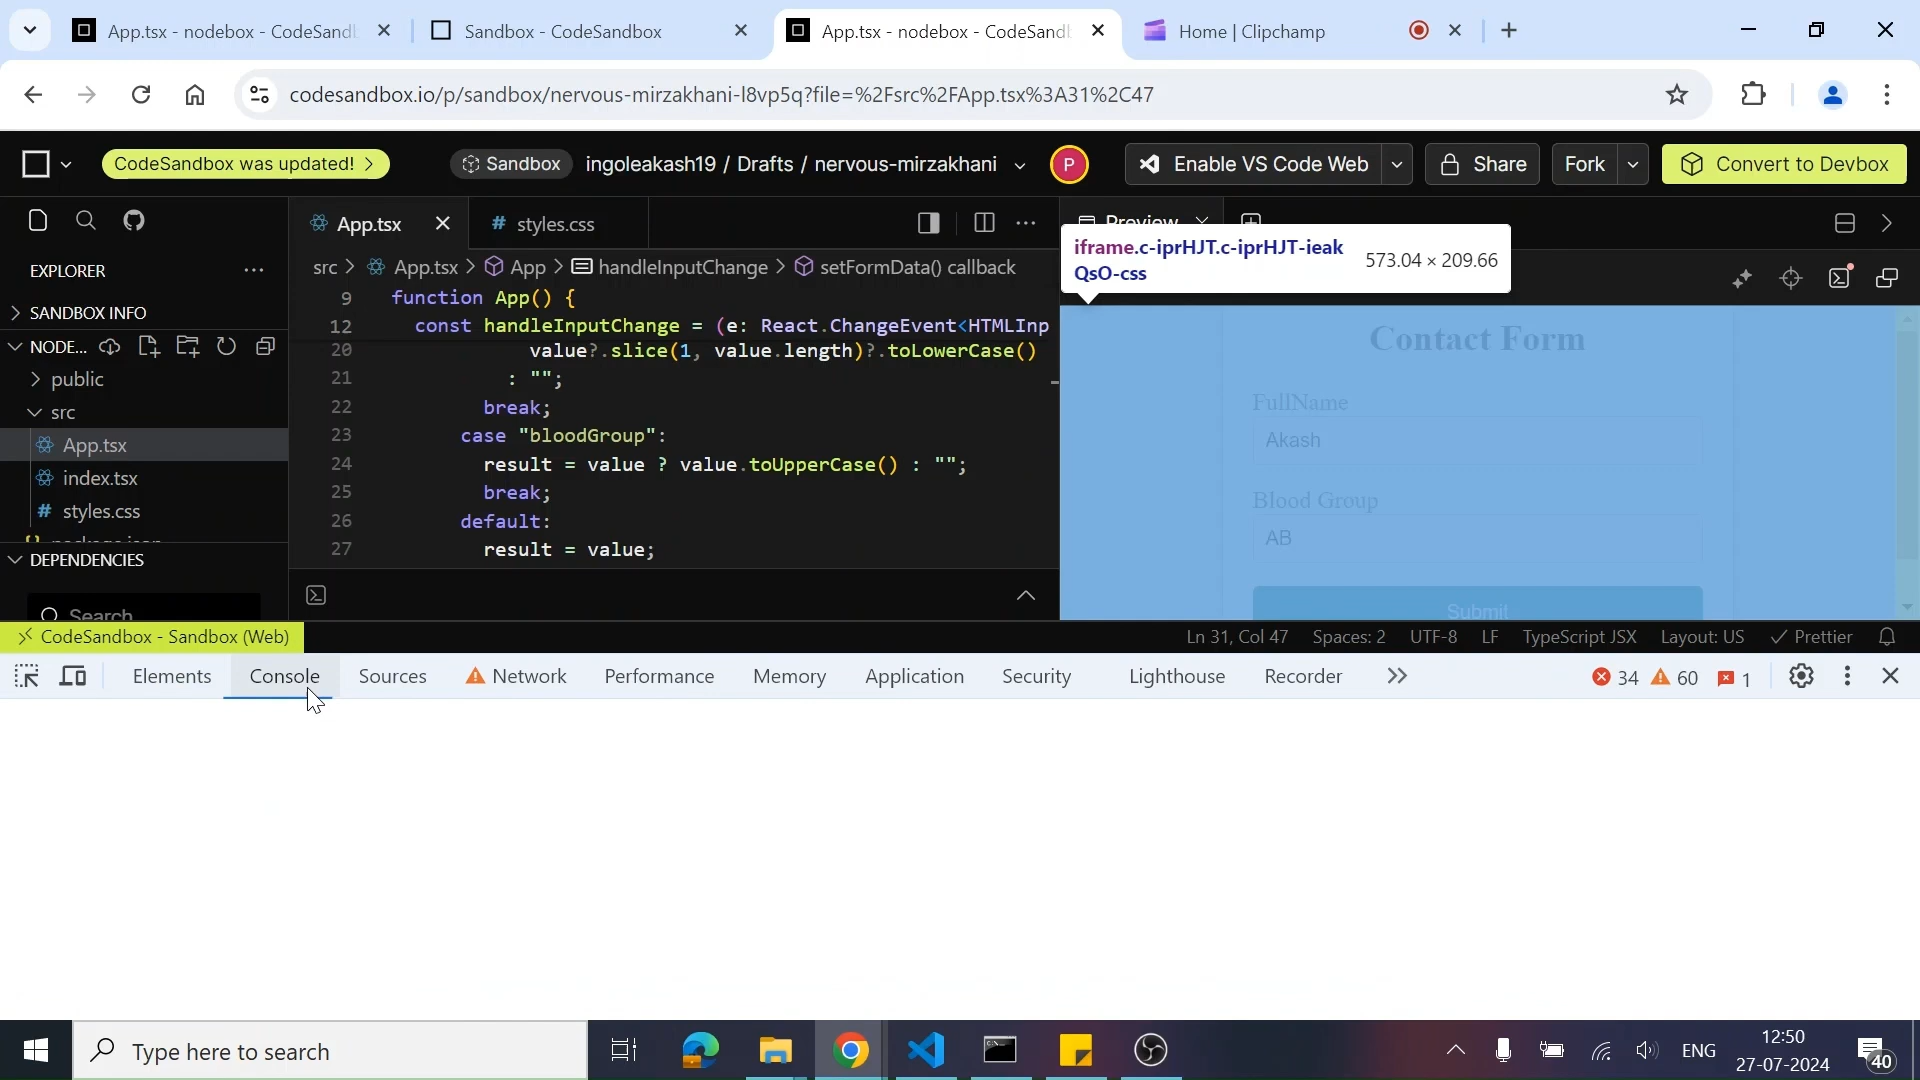 App.tsx - nodebox - CodeSand
Sandbox - CodeSandbox
App.tsx - nodebox - CodeSandb
Home | Clipchamp
codesandbox.io/p/sandbox/nervous-mirzakhani-l8vp5q?file=%2Fsrc%2FApp.tsx%3A31%2C47
CodeSandbox was updated!
Sandbox
ingoleakash19 / Drafts / nervous-mirzakhani
P
Enable VS Code Web
Share
Fork
Convert to Devbox
App.tsx
# styles.css
Preview
iframe.c-iprHJT.c-iprHJT-ieak
QsO-css
573.04 × 209.66
EXPLORER
src > App.tsx > App > handleInputChange > setFormData() callback
SANDBOX INFO
NODE...
public
src
App.tsx
index.tsx
# styles.css
package.json
DEPENDENCIES
Search
9 function App() {
12 const handleInputChange = (e: React.ChangeEvent<HTMLInp
20 value?.slice(1, value.length)?.toLowerCase()
21 : "";
22 break;
23 case "bloodGroup":
24 result = value ? value.toUpperCase() : "";
25 break;
26 default:
27 result = value;
Contact Form
FullName
Akash
Blood Group
AB
Submit
CodeSandbox - Sandbox (Web)
Ln 31, Col 47
Spaces: 2
UTF-8
LF
TypeScript JSX
Layout: US
Prettier
Elements
Console
Sources
Network
Performance
Memory
Application
Security
Lighthouse
Recorder
34
60
1
Type here to search
ENG
12:50
27-07-2024
40